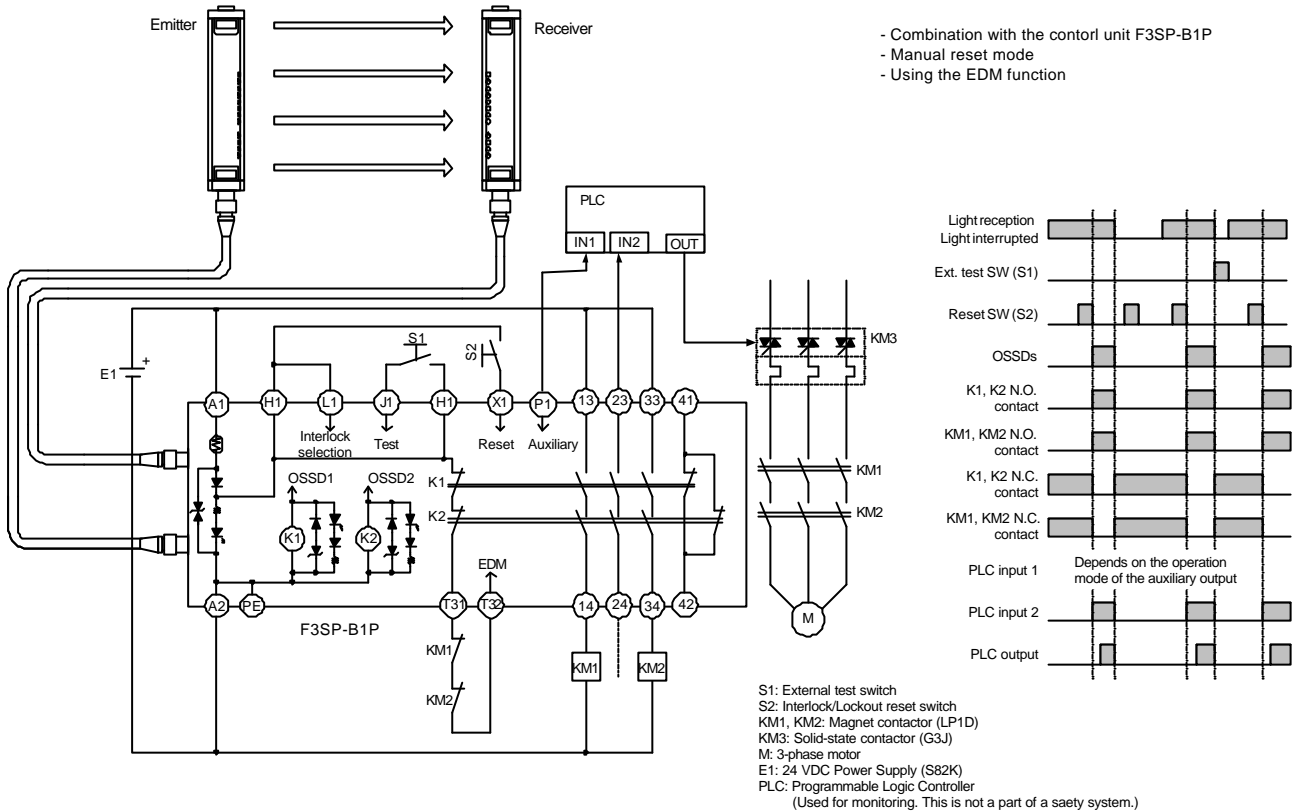 Emitter
Receiver
- Combination with the contorl unit F3SP-B1P
- Manual reset mode
- Using the EDM function
PLC
IN1
IN2
OUT
KM3
E1
+
S1
S2
A1
H1
L1
J1
H1
X1
P1
13
23
33
41
Interlock
selection
Test
Reset
Auxiliary
OSSD1
OSSD2
K1
K2
K1
K2
EDM
A2
PE
T31
T32
14
24
34
42
F3SP-B1P
KM1
KM2
KM1
KM2
KM1
KM2
M
Light reception
Light interrupted
Ext. test SW (S1)
Reset SW (S2)
OSSDs
K1, K2 N.O.
contact
KM1, KM2 N.O.
contact
K1, K2 N.C.
contact
KM1, KM2 N.C.
contact
PLC input 1
Depends on the operation
mode of the auxiliary output
PLC input 2
PLC output
S1: External test switch
S2: Interlock/Lockout reset switch
KM1, KM2: Magnet contactor (LP1D)
KM3: Solid-state contactor (G3J)
M: 3-phase motor
E1: 24 VDC Power Supply (S82K)
PLC: Programmable Logic Controller
(Used for monitoring. This is not a part of a saety system.)